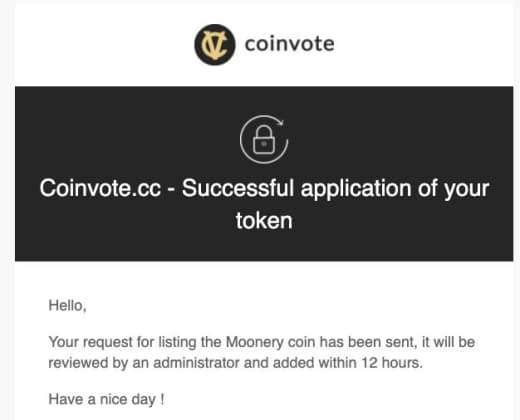 coinvote
Coinvote.cc - Successful application of your
token
Hello,
Your request for listing the Moonery coin has been sent, it will be
reviewed by an administrator and added within 12 hours.
Have a nice day !